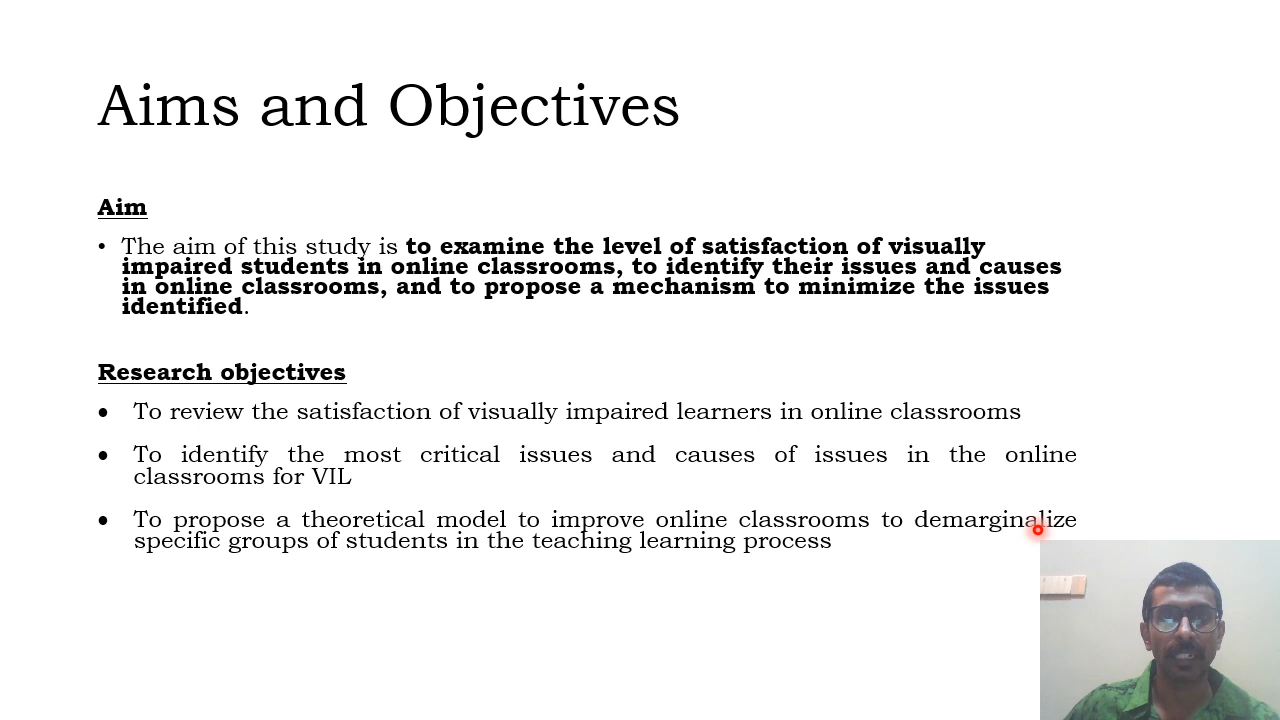 Aims and Objectives
Aim
• The aim of this study is to examine the level of satisfaction of visually
impaired students in online classrooms, to identify their issues and causes
in online classrooms, and to propose a mechanism to minimize the issues
identified.
Research objectives
• To review the satisfaction of visually impaired learners in online classrooms
• To identify the most critical issues and causes of issues in the online
classrooms for VIL
• To propose a theoretical model to improve online classrooms to demarginalize
specific groups of students in the teaching learning process